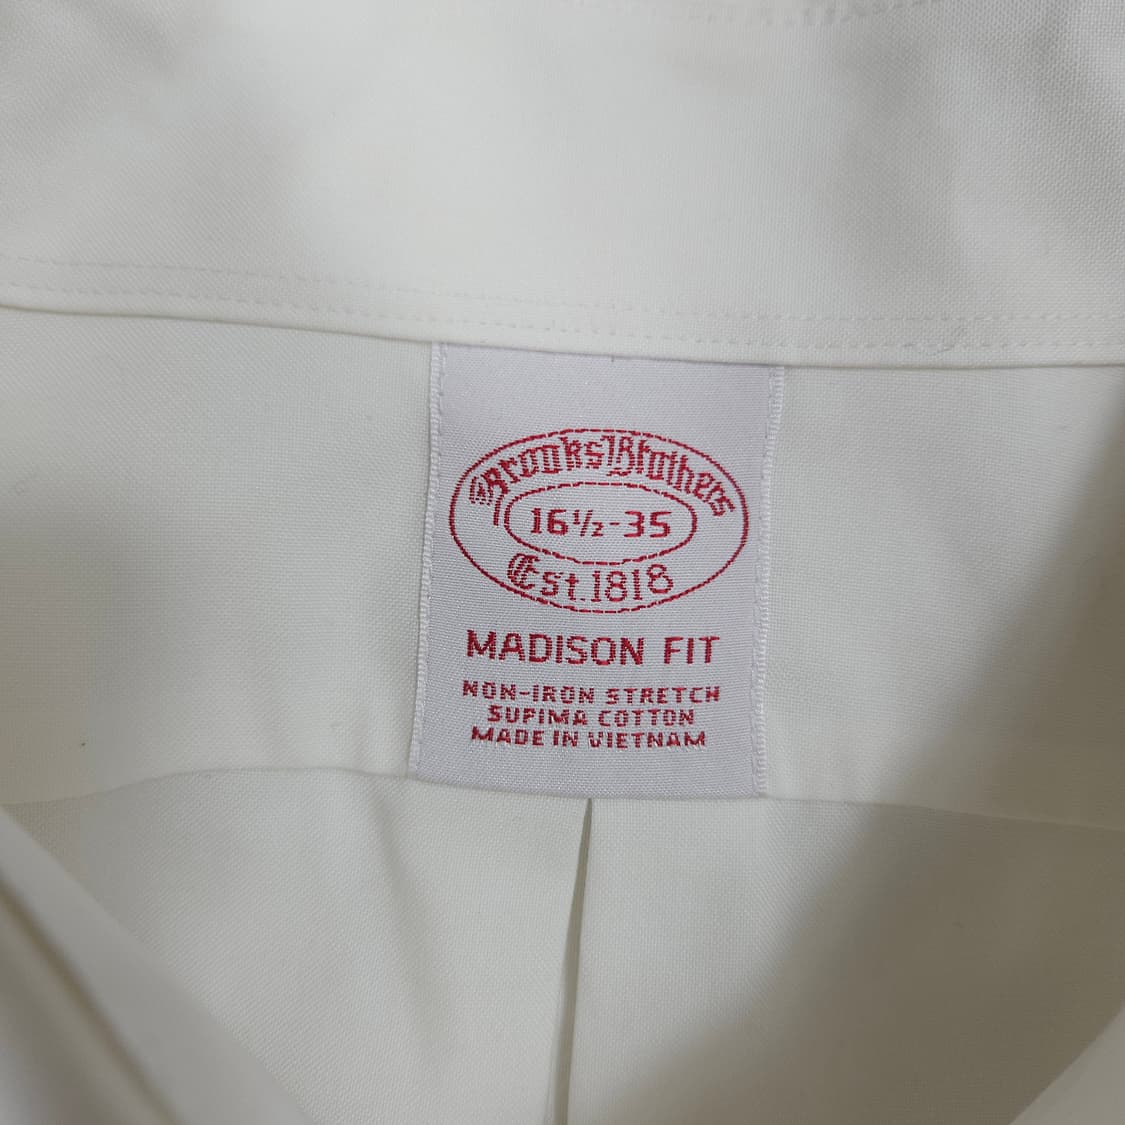 Brooks Brothers
16½-35
Est.1818
MADISON FIT
NON-IRON STRETCH
SUPIMA COTTON
MADE IN VIETNAM